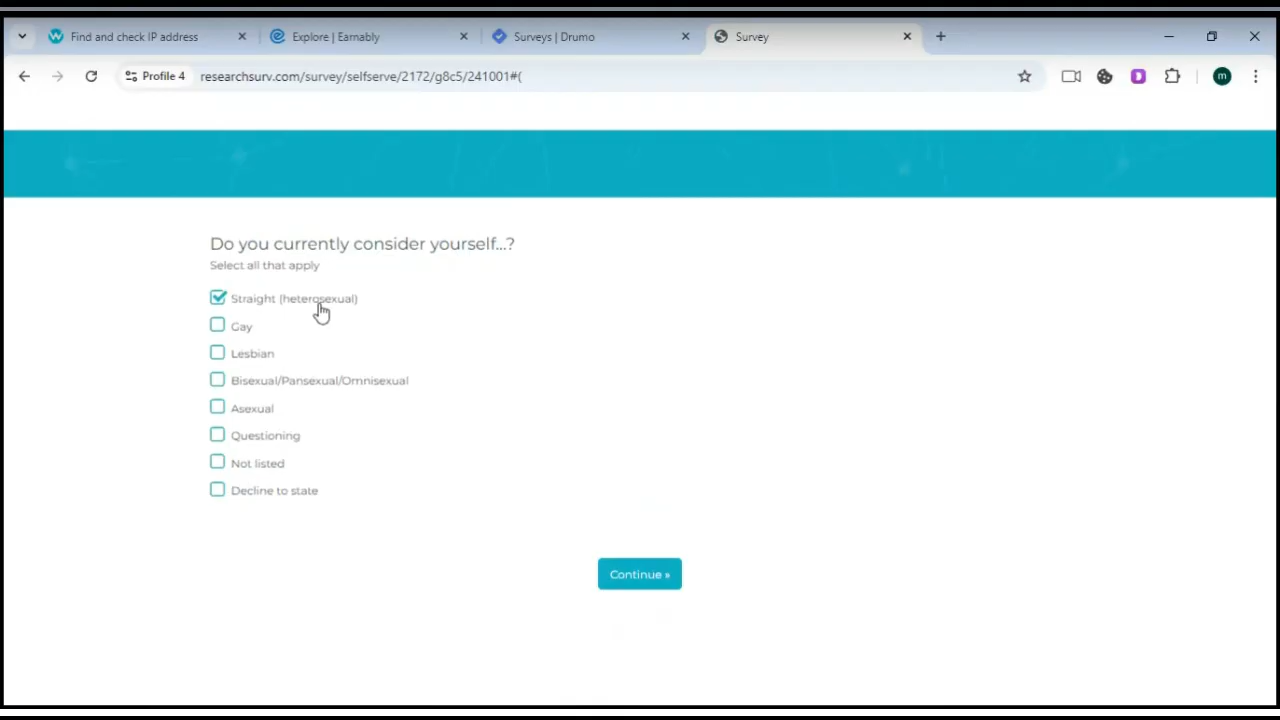 Find and check IP address
Explore | Earnably
Surveys | Drumo
Survey
Profile 4
researchsurv.com/survey/selfserve/2172/g8c5/241001#(
m
Do you currently consider yourself...?
Select all that apply
Straight (heterosexual)
Gay
Lesbian
Bisexual/Pansexual/Omnisexual
Asexual
Questioning
Not listed
Decline to state
Continue »